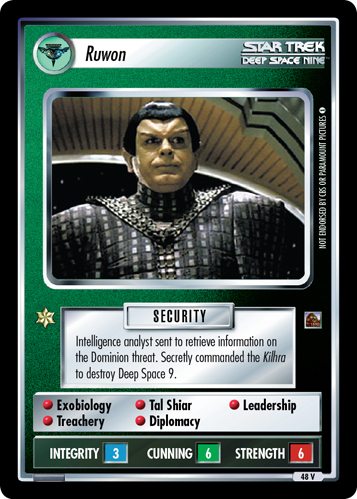 Ruwon
STAR TREK
DEEP SPACE NINE™
NOT ENDORSED BY CBS OR PARAMOUNT PICTURES
SECURITY
Intelligence analyst sent to retrieve information on
the Dominion threat. Secretly commanded the Kilhra
to destroy Deep Space 9.
Exobiology Tal Shiar Leadership
Treachery Diplomacy
INTEGRITY 3 CUNNING 6 STRENGTH 6
48 V